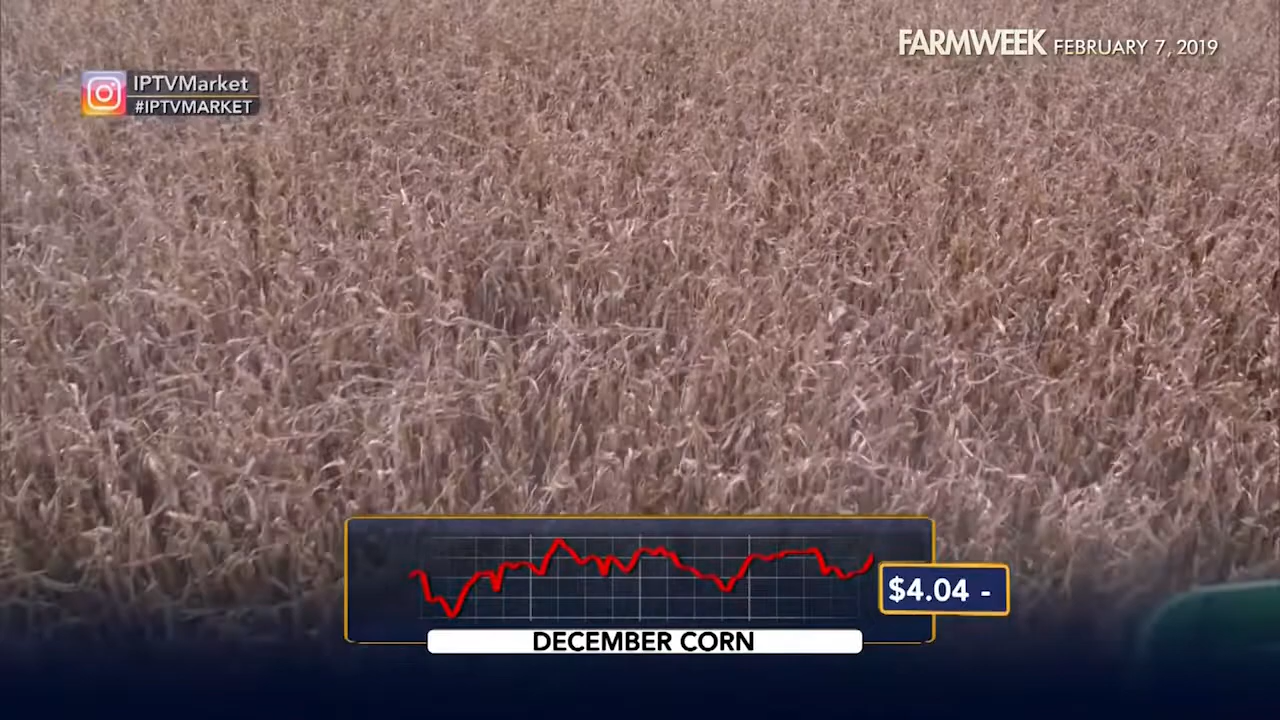 FARMWEEK FEBRUARY 7, 2019
IPTVMarket
#IPTVMARKET
$4.04 -
DECEMBER CORN